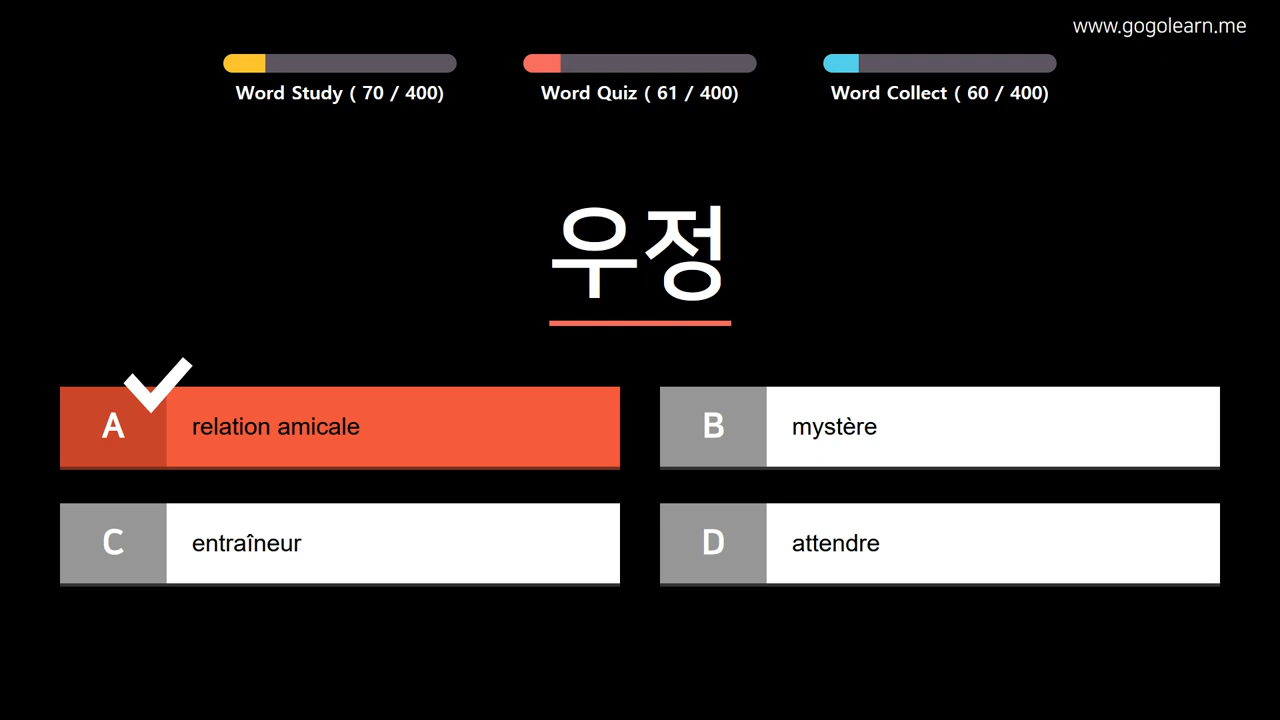 www.gogolearn.me
Word Study ( 70 / 400)
Word Quiz ( 61 / 400)
Word Collect ( 60 / 400)
우정
A relation amicale
B mystère
C entraîneur
D attendre